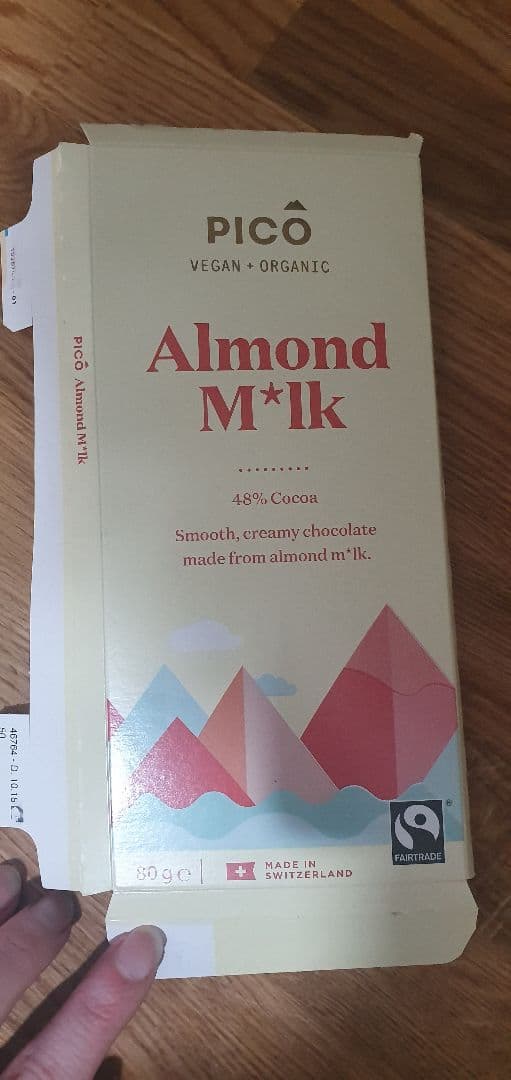 PICÔ
VEGAN + ORGANIC
Almond
M*lk
48% Cocoa
Smooth, creamy chocolate
made from almond m*lk.
FAIRTRADE
®
80 g e
MADE IN
SWITZERLAND
PICÔ Almond M*lk